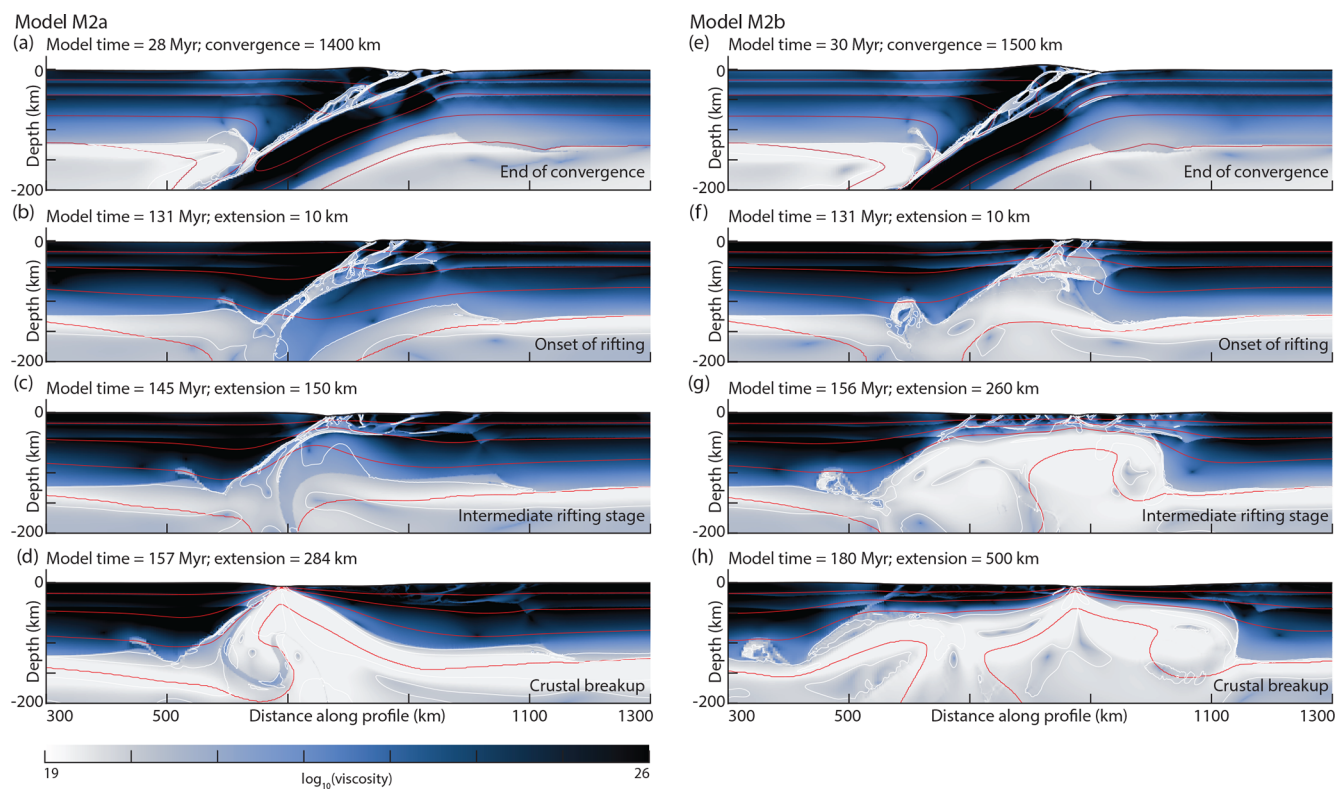 Model M2a
(a) Model time = 28 Myr; convergence = 1400 km
0
Depth (km)
-200
End of convergence
(b) Model time = 131 Myr; extension = 10 km
0
Depth (km)
-200
Onset of rifting
(c) Model time = 145 Myr; extension = 150 km
0
Depth (km)
-200
Intermediate rifting stage
(d) Model time = 157 Myr; extension = 284 km
0
Depth (km)
-200
Crustal breakup
300 500 Distance along profile (km) 1100 1300
19 log10(viscosity) 26
Model M2b
(e) Model time = 30 Myr; convergence = 1500 km
0
Depth (km)
-200
End of convergence
(f) Model time = 131 Myr; extension = 10 km
0
Depth (km)
-200
Onset of rifting
(g) Model time = 156 Myr; extension = 260 km
0
Depth (km)
-200
Intermediate rifting stage
(h) Model time = 180 Myr; extension = 500 km
0
Depth (km)
-200
Crustal breakup
300 500 Distance along profile (km) 1100 1300